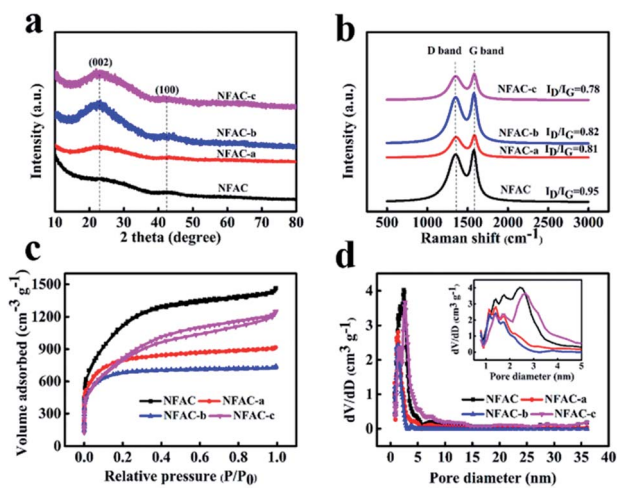 a
(002)
(100)
NFAC-c
NFAC-b
NFAC-a
NFAC
Intensity (a.u.)
10 20 30 40 50 60 70 80
2 theta (degree)
b
D band G band
NFAC-c I_D/I_G=0.78
NFAC-b I_D/I_G=0.82
NFAC-a I_D/I_G=0.81
NFAC I_D/I_G=0.95
Intensity (a.u.)
500 1000 1500 2000 2500 3000
Raman shift (cm⁻¹)
c
Volume adsorbed (cm⁻³ g⁻¹)
1500
1200
900
600
300
0
NFAC NFAC-a
NFAC-b NFAC-c
0.0 0.2 0.4 0.6 0.8 1.0
Relative pressure (P/P₀)
d
dV/dD (cm³ g⁻¹)
4
3
2
1
0
dV/dD (cm³ g⁻¹)
4
3
2
1
0
1 2 3 4 5
Pore diameter (nm)
NFAC NFAC-a
NFAC-b NFAC-c
0 5 10 15 20 25 30 35 40
Pore diameter (nm)